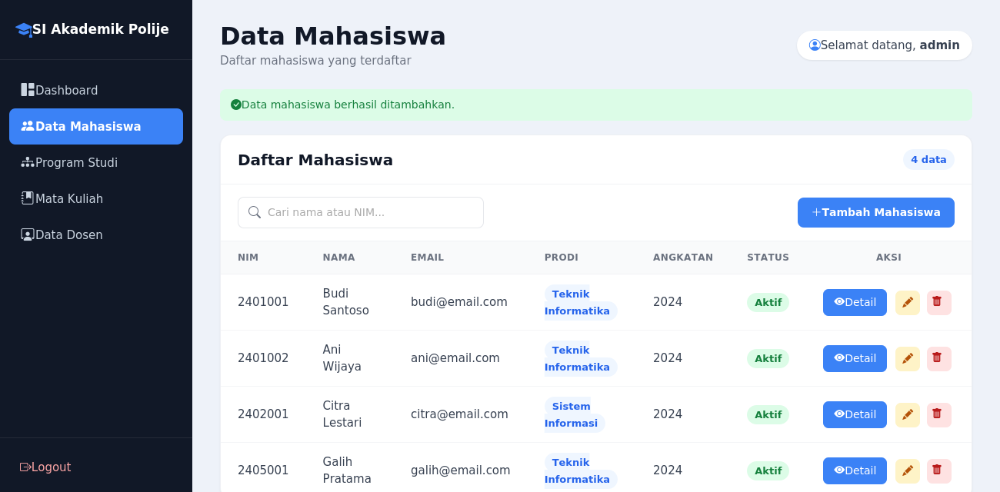 SI Akademik Polije
Dashboard
Data Mahasiswa
Program Studi
Mata Kuliah
Data Dosen
Logout
Data Mahasiswa
Daftar mahasiswa yang terdaftar
Selamat datang, admin
Data mahasiswa berhasil ditambahkan.
Daftar Mahasiswa
4 data
Cari nama atau NIM...
Tambah Mahasiswa
NIM NAMA EMAIL PRODI ANGKATAN STATUS AKSI
2401001 Budi Santoso budi@email.com Teknik Informatika 2024 Aktif Detail
2401002 Ani Wijaya ani@email.com Teknik Informatika 2024 Aktif Detail
2402001 Citra Lestari citra@email.com Sistem Informasi 2024 Aktif Detail
2405001 Galih Pratama galih@email.com Teknik Informatika 2024 Aktif Detail